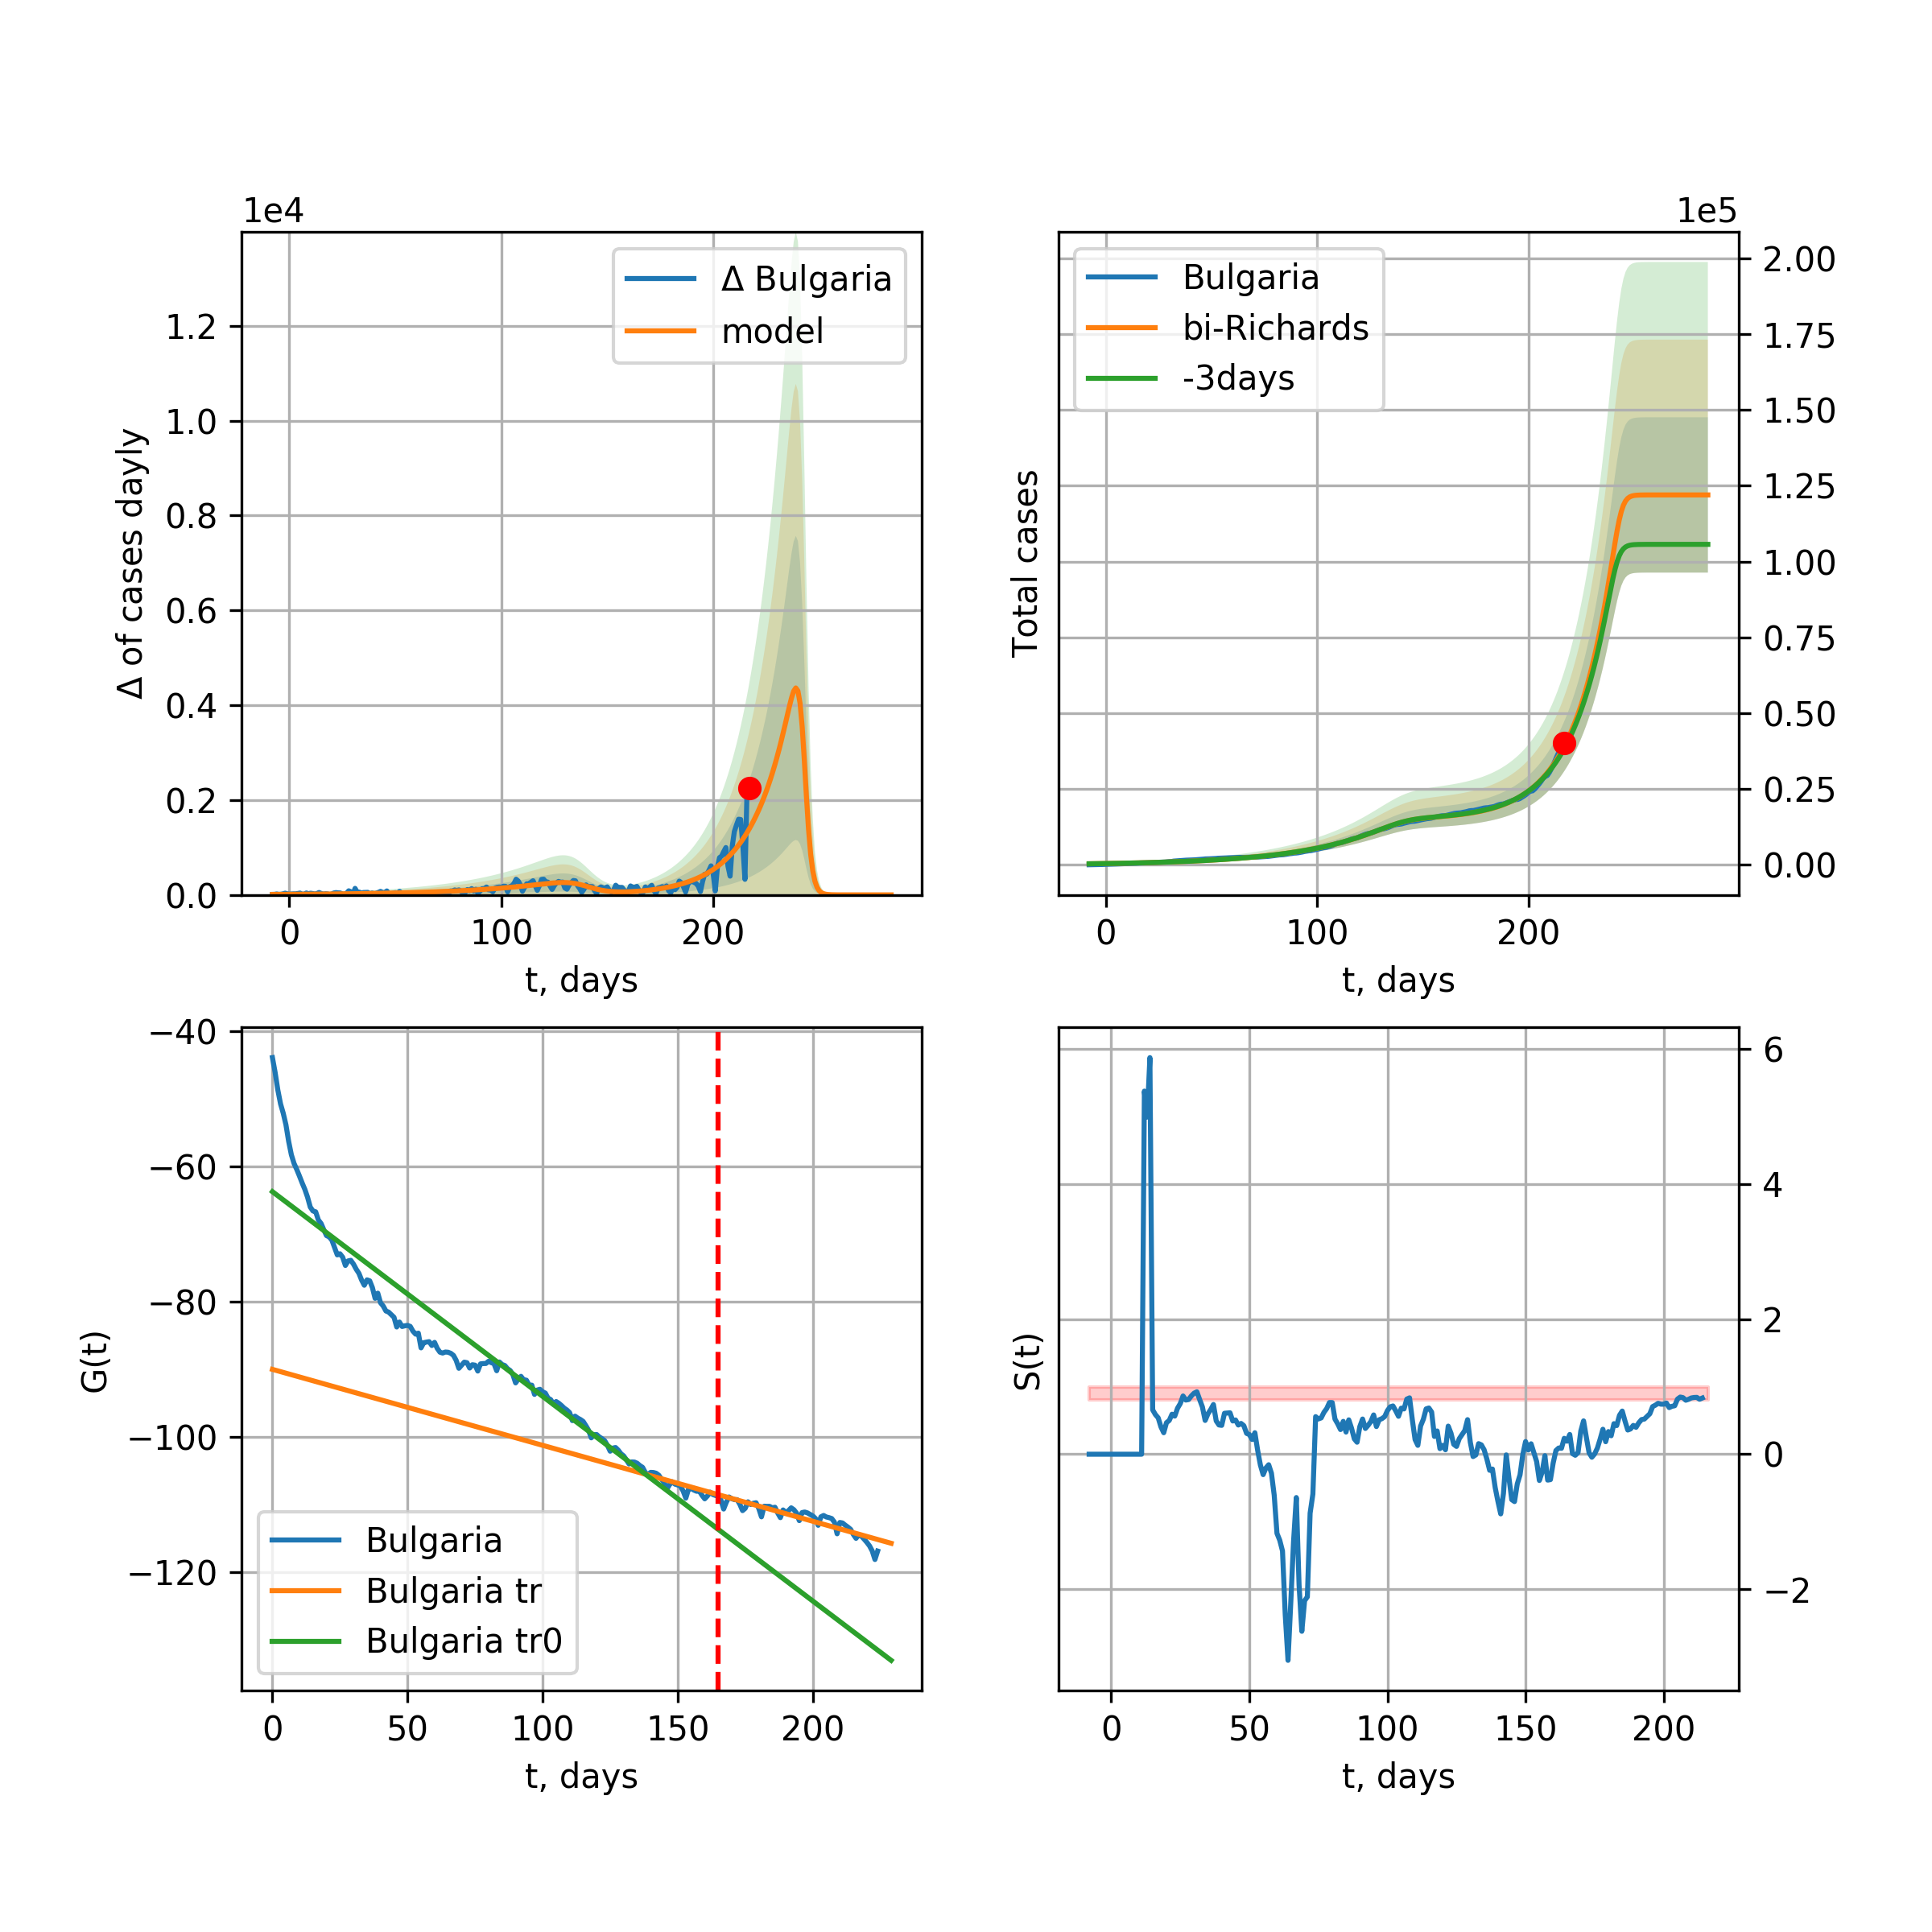 1e4
Δ of cases dayly
1.2
1.0
0.8
0.6
0.4
0.2
0.0
Δ Bulgaria
model
0 100 200
t, days
1e5
Total cases
Bulgaria
bi-Richards
-3days
2.00
1.75
1.50
1.25
1.00
0.75
0.50
0.25
0.00
0 100 200
t, days
G(t)
−40
−60
−80
−100
−120
Bulgaria
Bulgaria tr
Bulgaria tr0
0 50 100 150 200
t, days
S(t)
6
4
2
0
−2
0 50 100 150 200
t, days